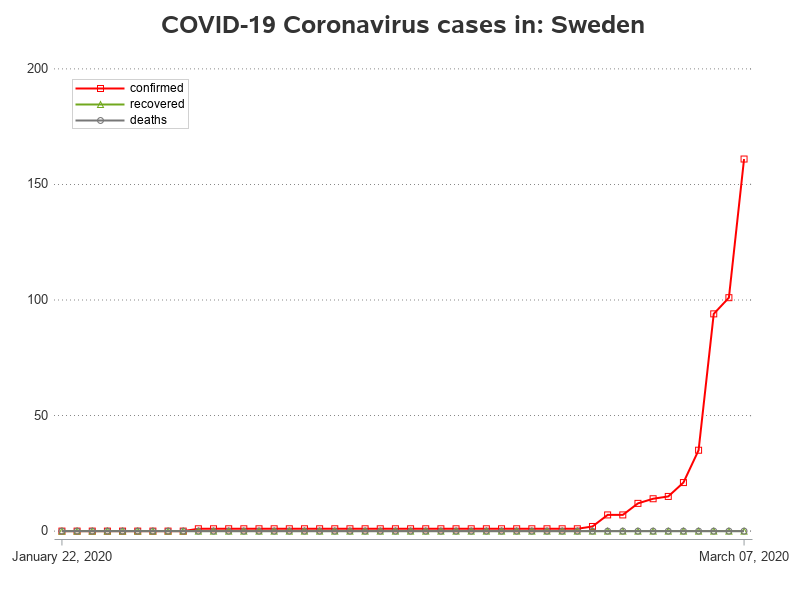 COVID-19 Coronavirus cases in: Sweden
200
confirmed
recovered
deaths
150
100
50
0
January 22, 2020
March 07, 2020